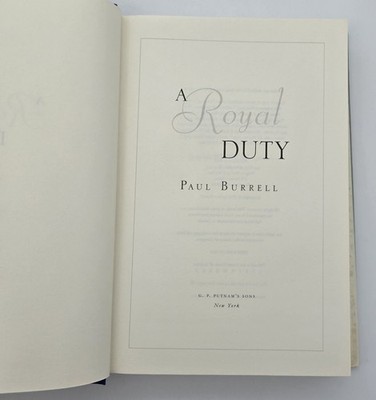 A Royal
DUTY
PAUL BURRELL
G. P. PUTNAM'S SONS
New York